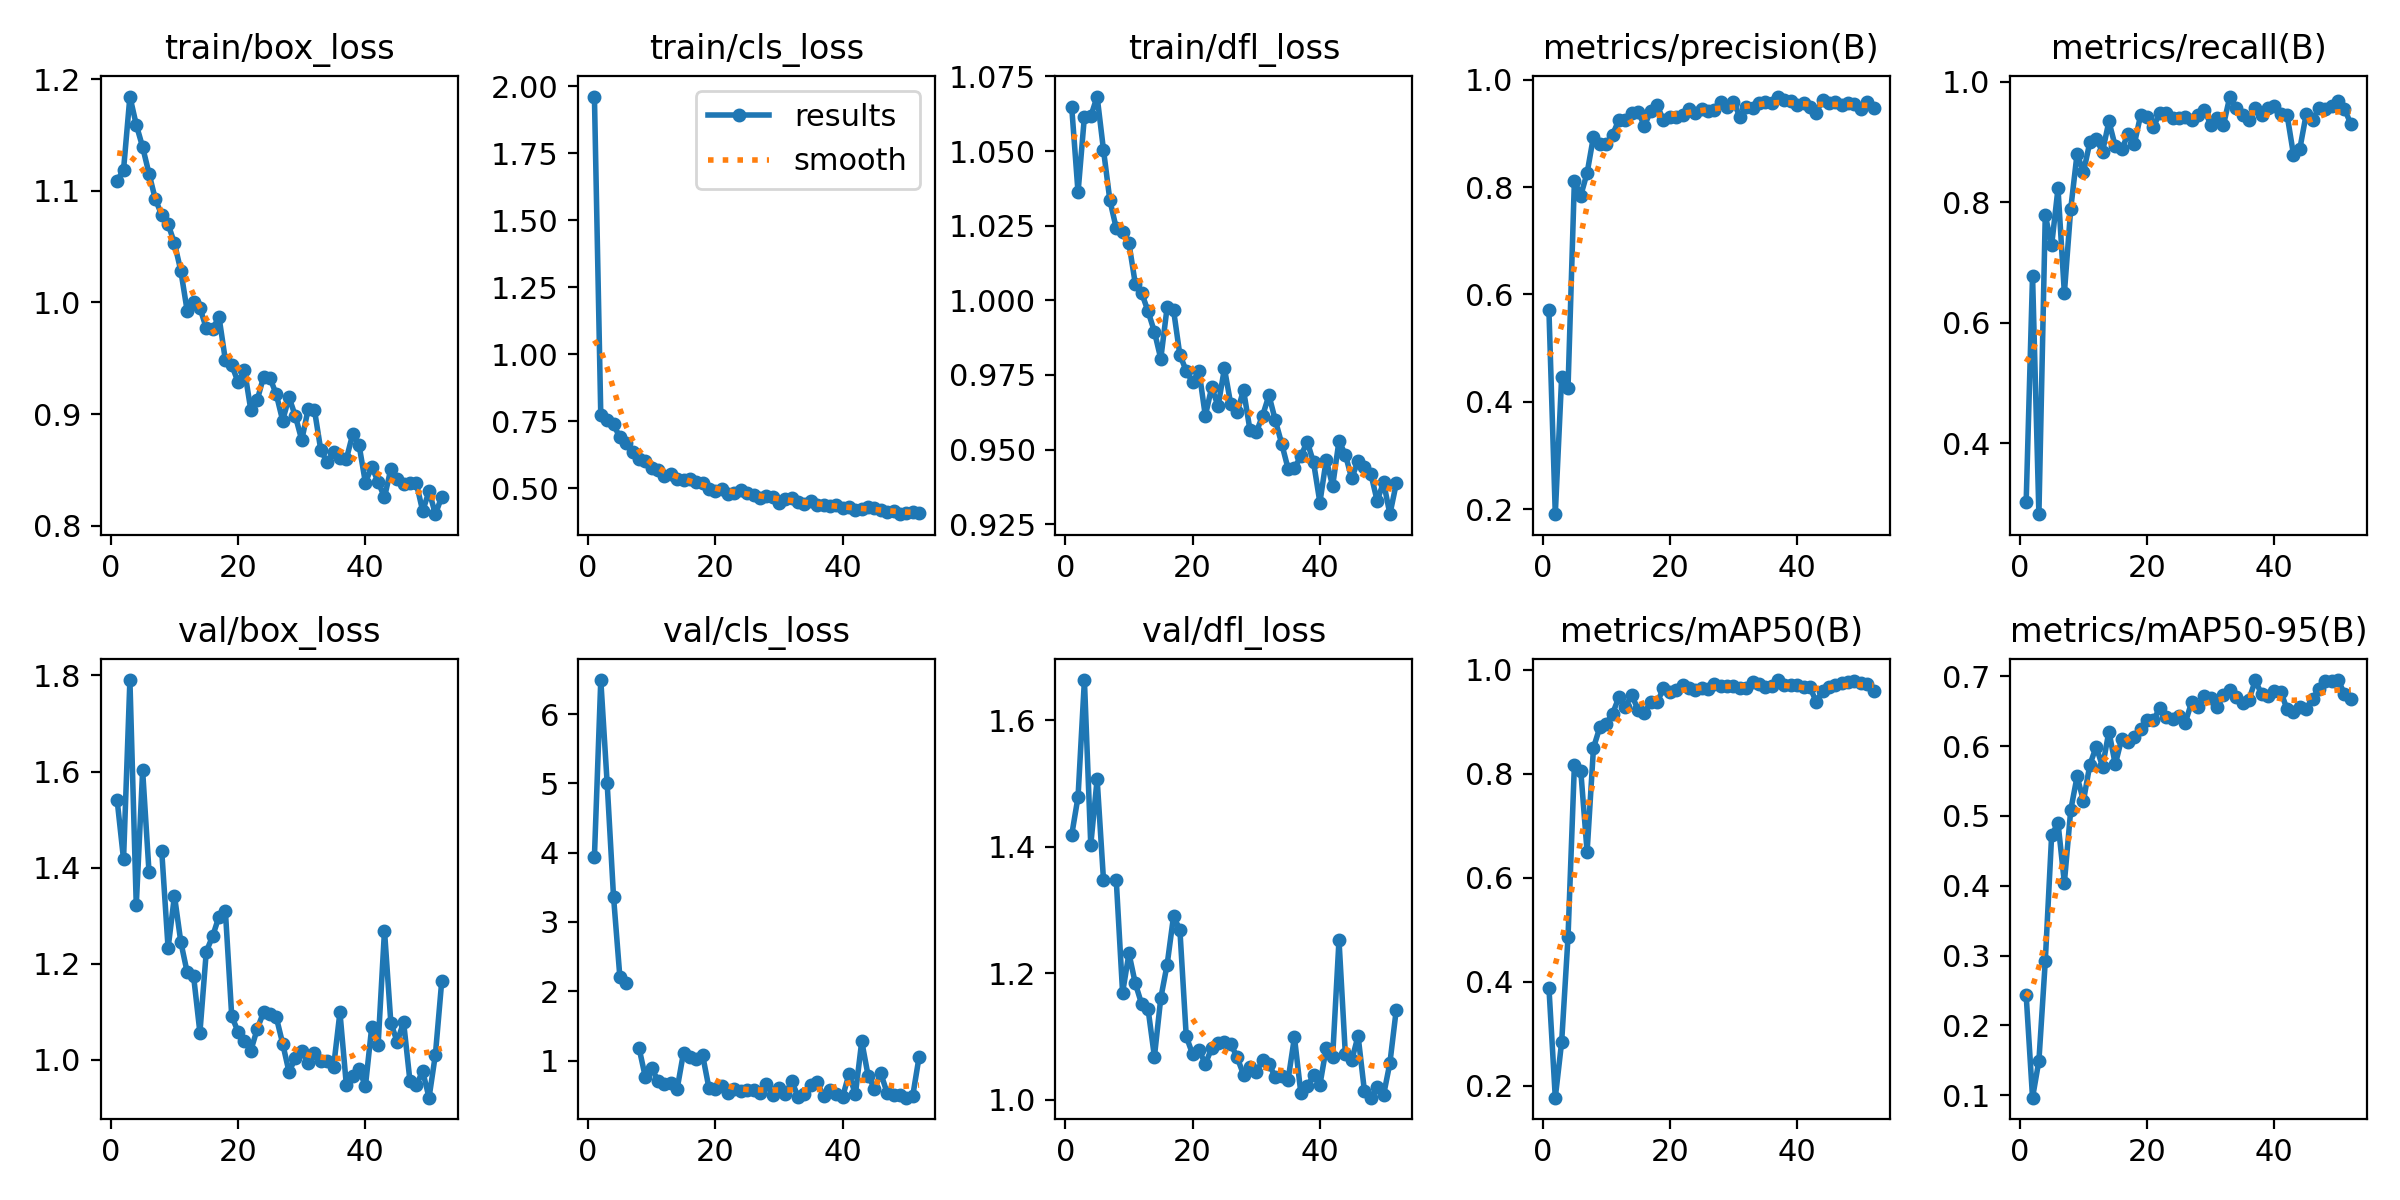 train/box_loss
1.2
1.1
1.0
0.9
0.8
0 20 40
train/cls_loss
results
smooth
2.00
1.75
1.50
1.25
1.00
0.75
0.50
0 20 40
train/dfl_loss
1.075
1.050
1.025
1.000
0.975
0.950
0.925
0 20 40
metrics/precision(B)
1.0
0.8
0.6
0.4
0.2
0 20 40
metrics/recall(B)
1.0
0.8
0.6
0.4
0 20 40
val/box_loss
1.8
1.6
1.4
1.2
1.0
0 20 40
val/cls_loss
6
5
4
3
2
1
0 20 40
val/dfl_loss
1.6
1.4
1.2
1.0
0 20 40
metrics/mAP50(B)
1.0
0.8
0.6
0.4
0.2
0 20 40
metrics/mAP50-95(B)
0.7
0.6
0.5
0.4
0.3
0.2
0.1
0 20 40